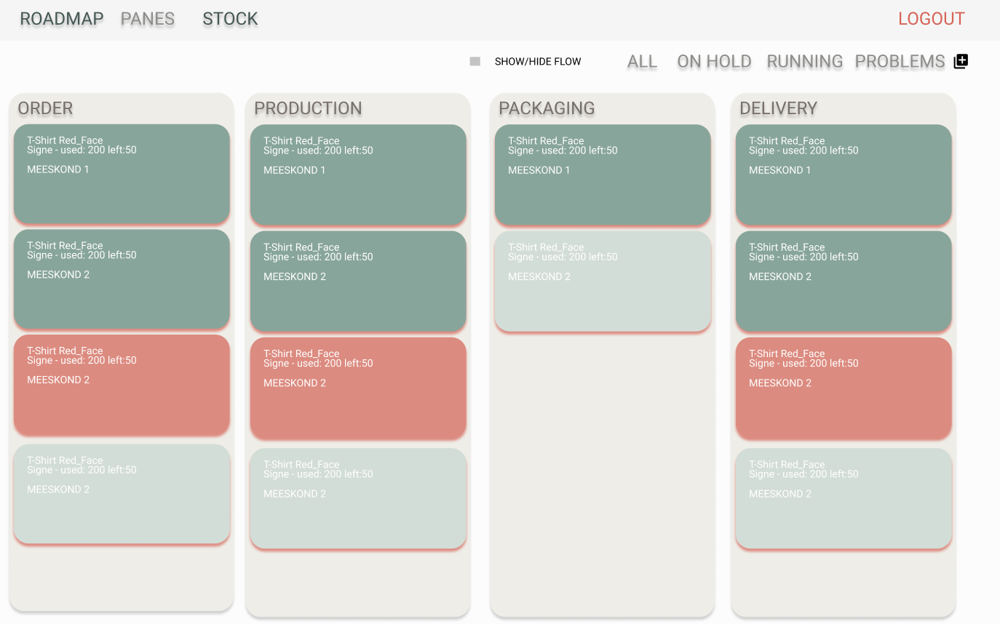 ROADMAP PANES STOCK LOGOUT
SHOW/HIDE FLOW ALL ON HOLD RUNNING PROBLEMS
ORDER
T-Shirt Red_Face
Signe - used: 200 left:50
MEESKOND 1
T-Shirt Red_Face
Signe - used: 200 left:50
MEESKOND 2
T-Shirt Red_Face
Signe - used: 200 left:50
MEESKOND 2
T-Shirt Red_Face
Signe - used: 200 left:50
MEESKOND 2
PRODUCTION
T-Shirt Red_Face
Signe - used: 200 left:50
MEESKOND 1
T-Shirt Red_Face
Signe - used: 200 left:50
MEESKOND 2
T-Shirt Red_Face
Signe - used: 200 left:50
MEESKOND 2
T-Shirt Red_Face
Signe - used: 200 left:50
MEESKOND 2
PACKAGING
T-Shirt Red_Face
Signe - used: 200 left:50
MEESKOND 1
T-Shirt Red_Face
Signe - used: 200 left:50
MEESKOND 2
DELIVERY
T-Shirt Red_Face
Signe - used: 200 left:50
MEESKOND 1
T-Shirt Red_Face
Signe - used: 200 left:50
MEESKOND 2
T-Shirt Red_Face
Signe - used: 200 left:50
MEESKOND 2
T-Shirt Red_Face
Signe - used: 200 left:50
MEESKOND 2